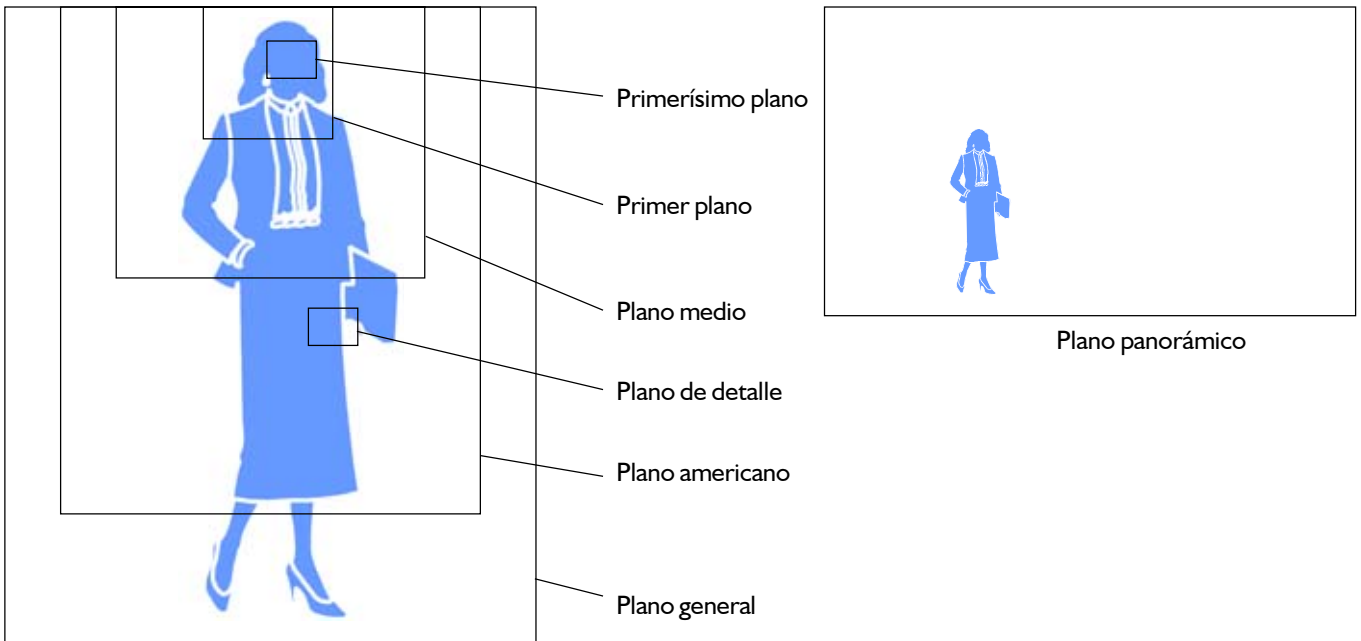 Primerísimo plano
Primer plano
Plano medio
Plano de detalle
Plano americano
Plano general
Plano panorámico